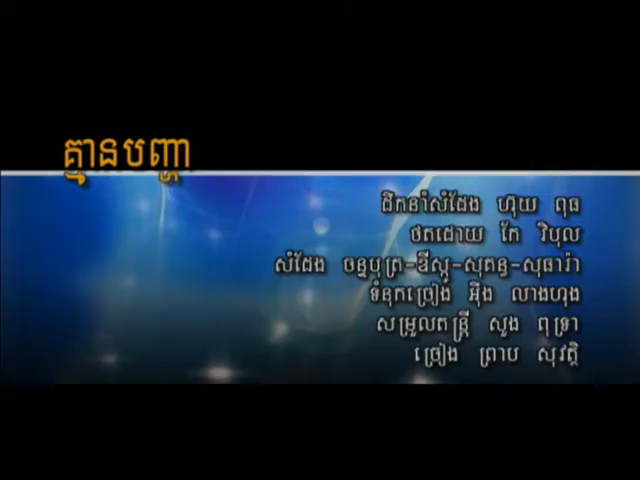 គ្មានបញ្ហា
ដឹកនាំសំដែង ហ៊ុយ ពុធ
ថតដោយ កែ វិបុល
សំដែង ចន្ទបុត្រ-ឌីស្កូ-សុគន្ធ-សុធារ៉ា
ទំនុកច្រៀង អ៊ឹង លាងហុង
សម្រួលតន្ត្រី សួង ពុទ្រា
ច្រៀង ព្រាប សុវត្ថិ